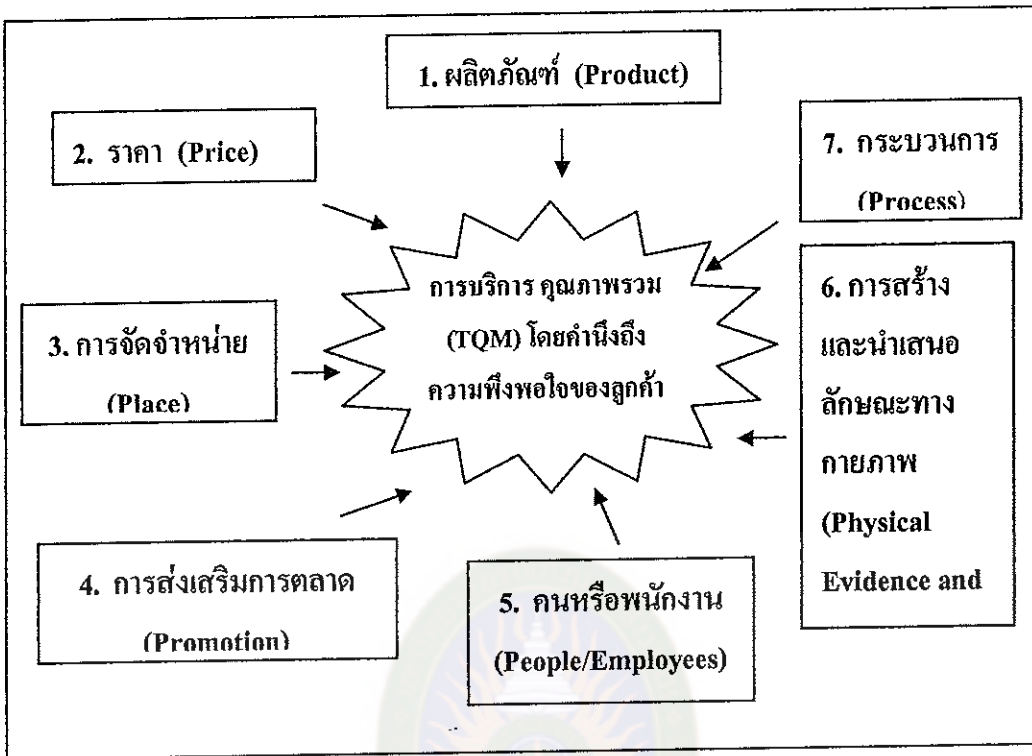 1. ผลิตภัณฑ์ (Product)
2. ราคา (Price)
3. การจัดจำหน่าย
(Place)
4. การส่งเสริมการตลาด
(Promotion)
5. คนหรือพนักงาน
(People/Employees)
6. การสร้าง
และนำเสนอ
ลักษณะทาง
กายภาพ
(Physical
Evidence and
7. กระบวนการ
(Process)
การบริการ คุณภาพรวม
(TQM) โดยคำนึงถึง
ความพึงพอใจของลูกค้า